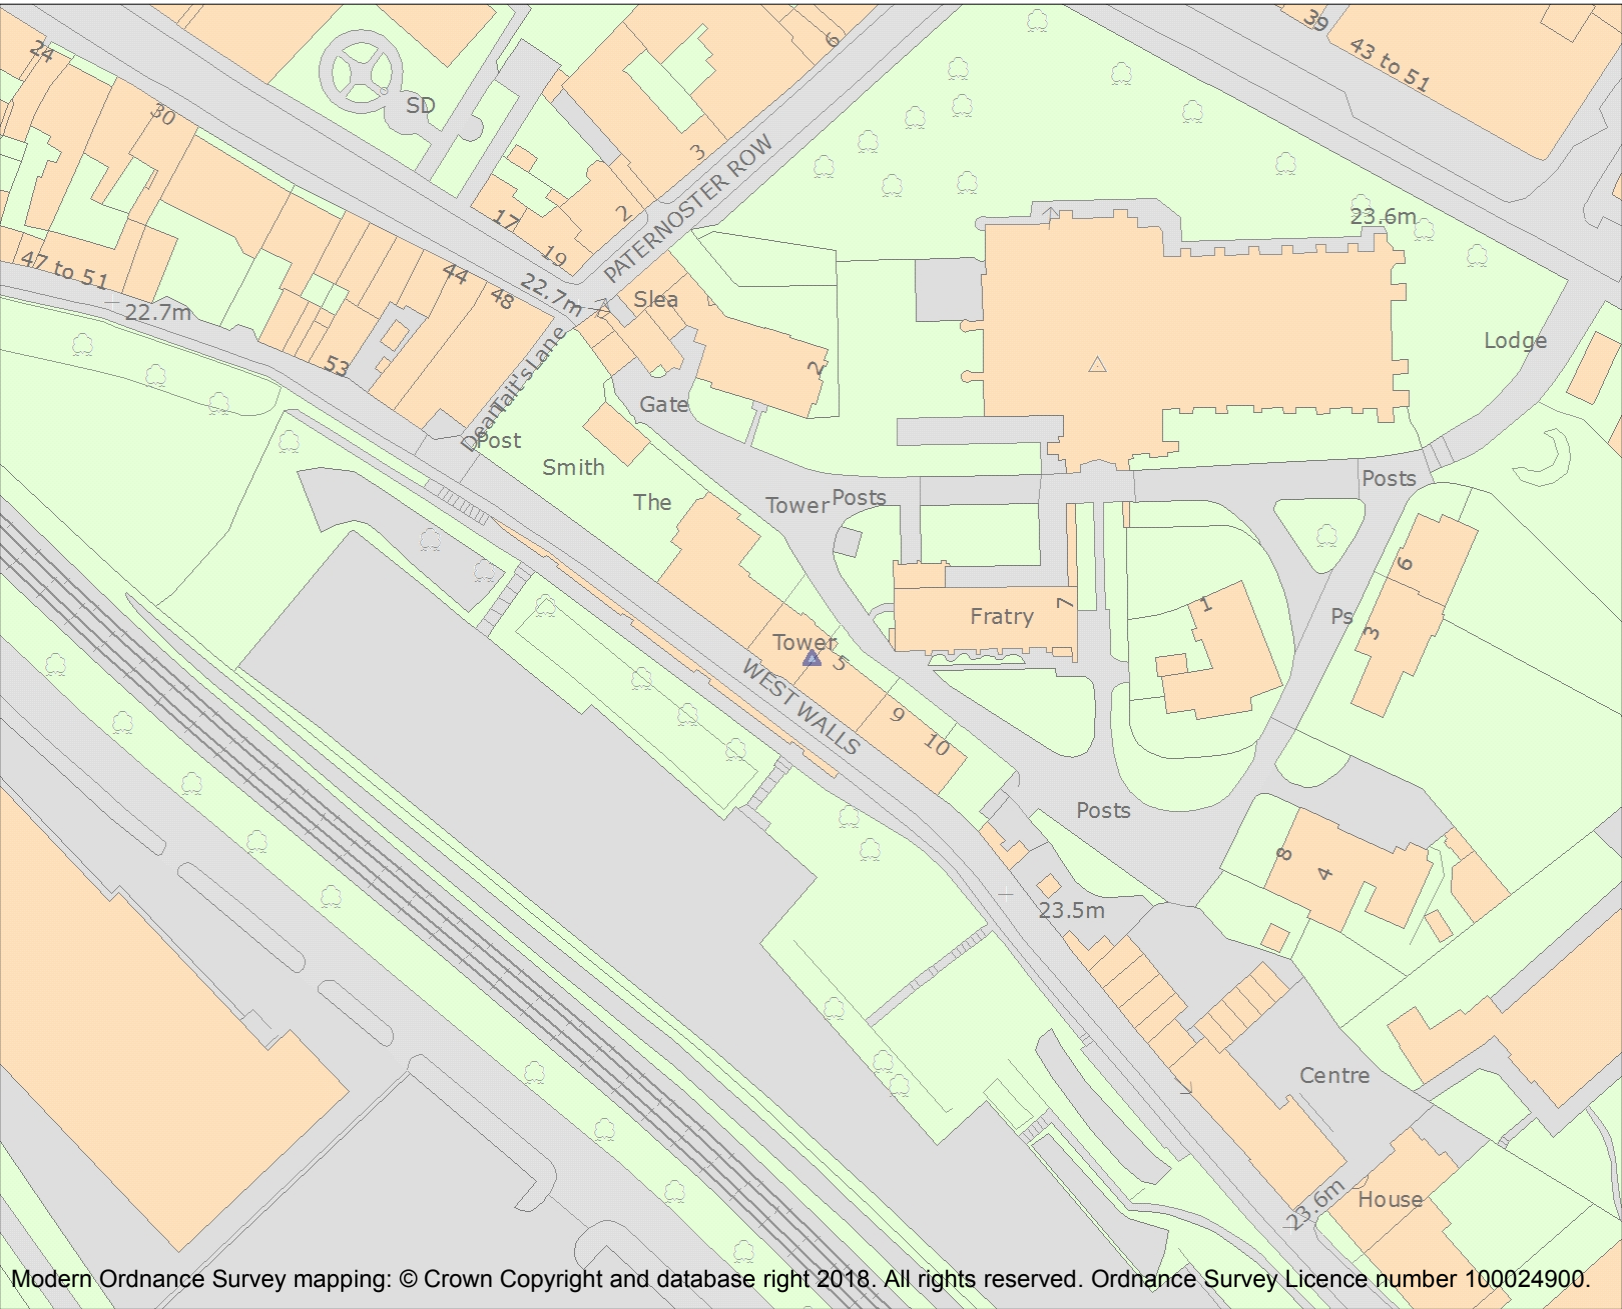 24
39
43 to 51
6
30
SD
3
PATERNOSTER ROW
2
17
19
23.6m
47 to 51
44
48
22.7m
Slea
22.7m
Lodge
53
2
Dean Tait's Lane
Gate
Post
Smith
The
Tower
Posts
Posts
6
7
Fratry
1
Ps
3
Tower
5
WEST WALLS
9
10
Posts
8
4
23.5m
Centre
23.6m
House
Modern Ordnance Survey mapping: © Crown Copyright and database right 2018. All rights reserved. Ordnance Survey Licence number 100024900.